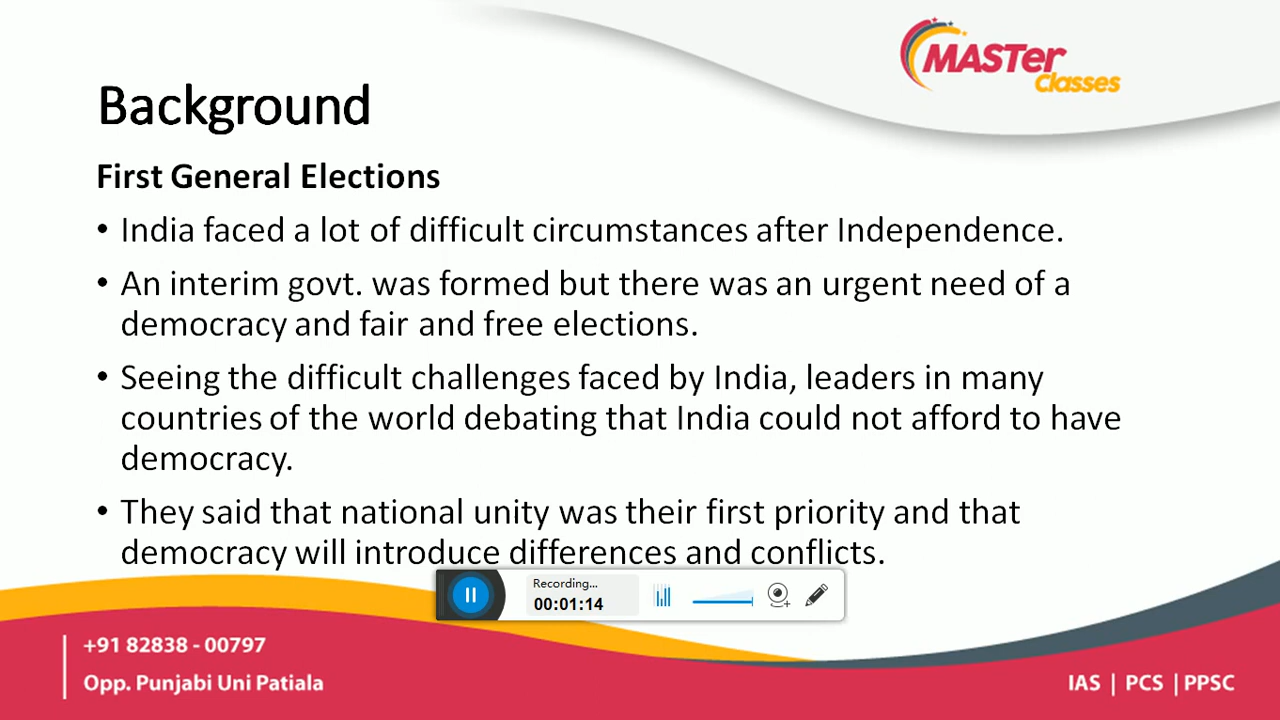 MASTer
Classes
Background
First General Elections
• India faced a lot of difficult circumstances after Independence.
• An interim govt. was formed but there was an urgent need of a
democracy and fair and free elections.
• Seeing the difficult challenges faced by India, leaders in many
countries of the world debating that India could not afford to have
democracy.
• They said that national unity was their first priority and that
democracy will introduce differences and conflicts.
Recording...
00:01:14
+91 82838 - 00797
Opp. Punjabi Uni Patiala
IAS | PCS | PPSC